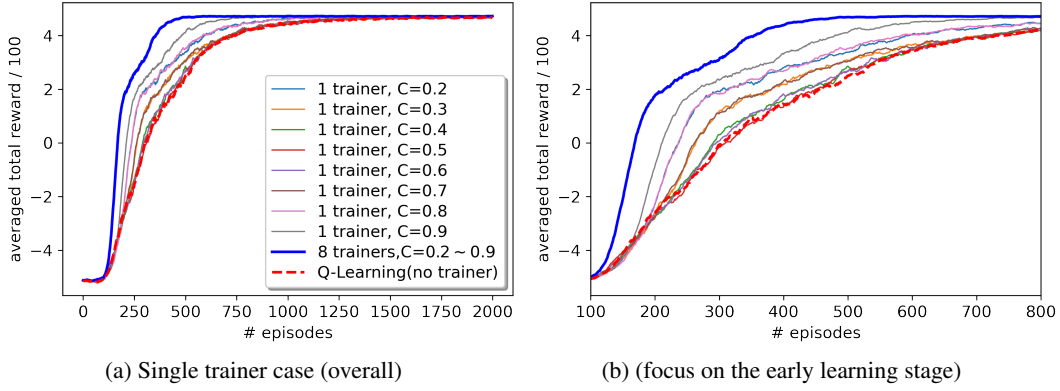 averaged total reward / 100
4
2
0
−2
−4
1 trainer, C=0.2
1 trainer, C=0.3
1 trainer, C=0.4
1 trainer, C=0.5
1 trainer, C=0.6
1 trainer, C=0.7
1 trainer, C=0.8
1 trainer, C=0.9
8 trainers,C=0.2 ∼ 0.9
Q-Learning(no trainer)
0 250 500 750 1000 1250 1500 1750 2000
# episodes
(a) Single trainer case (overall)
averaged total reward / 100
4
2
0
−2
−4
100 200 300 400 500 600 700 800
# episodes
(b) (focus on the early learning stage)